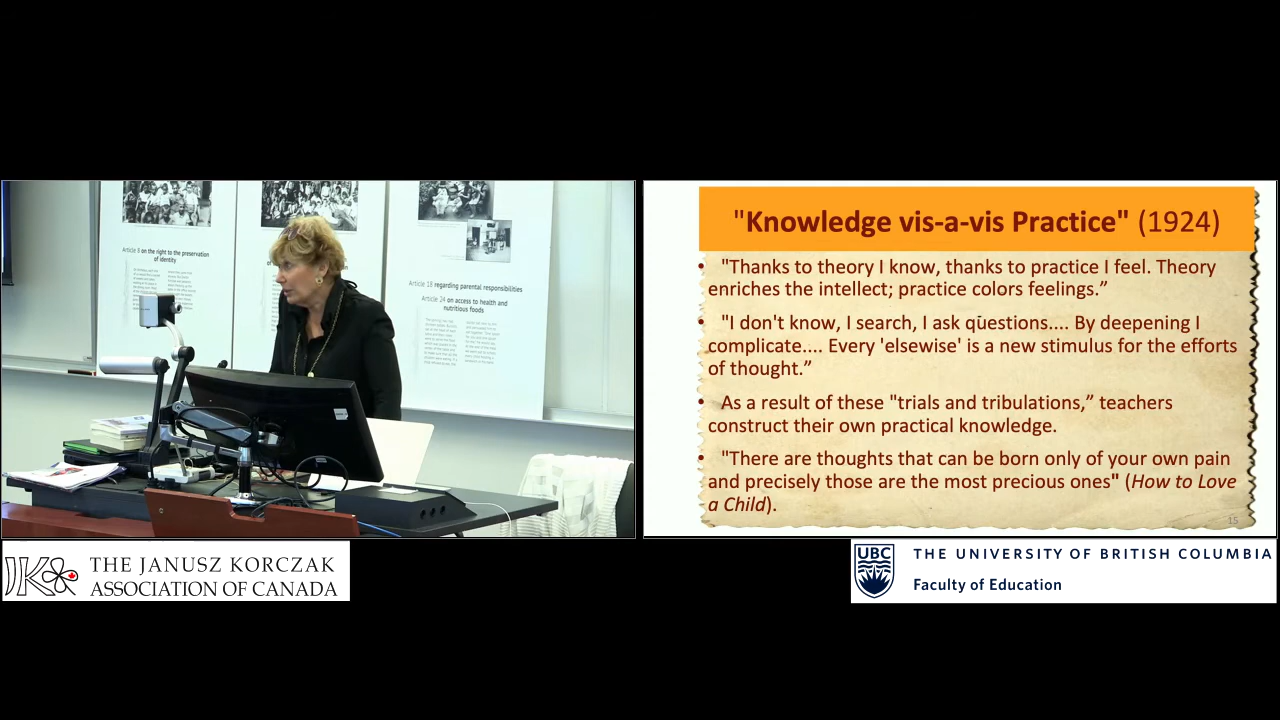 Article 8 on the right to the preservation
of identity
Article 18 regarding parental responsibilities
Article 24 on access to health and
nutritious foods
"Knowledge vis-a-vis Practice" (1924)
• "Thanks to theory I know, thanks to practice I feel. Theory
enriches the intellect; practice colors feelings.”
• "I don't know, I search, I ask questions.... By deepening I
complicate.... Every 'elsewise' is a new stimulus for the efforts
of thought.”
• As a result of these "trials and tribulations,” teachers
construct their own practical knowledge.
• "There are thoughts that can be born only of your own pain
and precisely those are the most precious ones" (How to Love
a Child).
15
THE JANUSZ KORCZAK
ASSOCIATION OF CANADA
UBC
THE UNIVERSITY OF BRITISH COLUMBIA
Faculty of Education